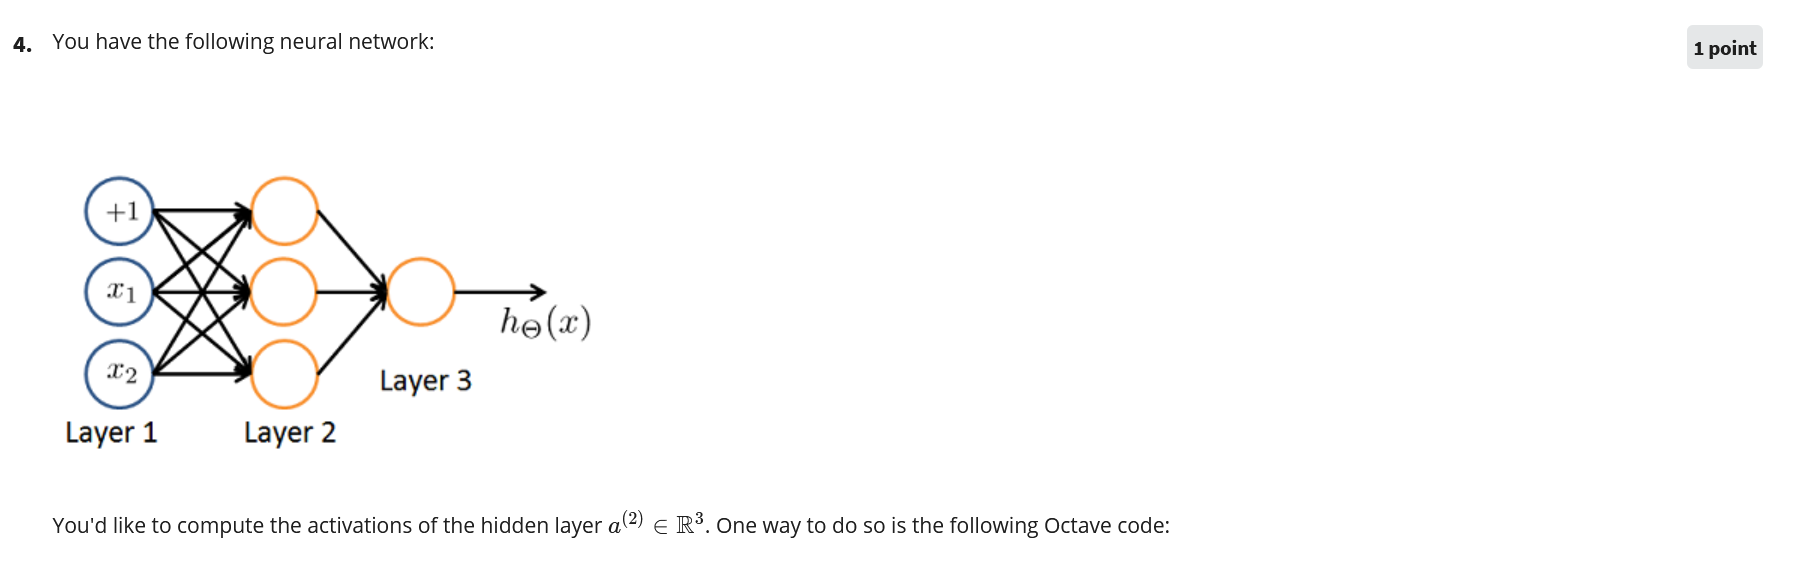 4. You have the following neural network:
1 point
+1
x₁
x₂
h_Θ(x)
Layer 3
Layer 1 Layer 2
You'd like to compute the activations of the hidden layer a⁽²⁾ ∈ ℝ³. One way to do so is the following Octave code: